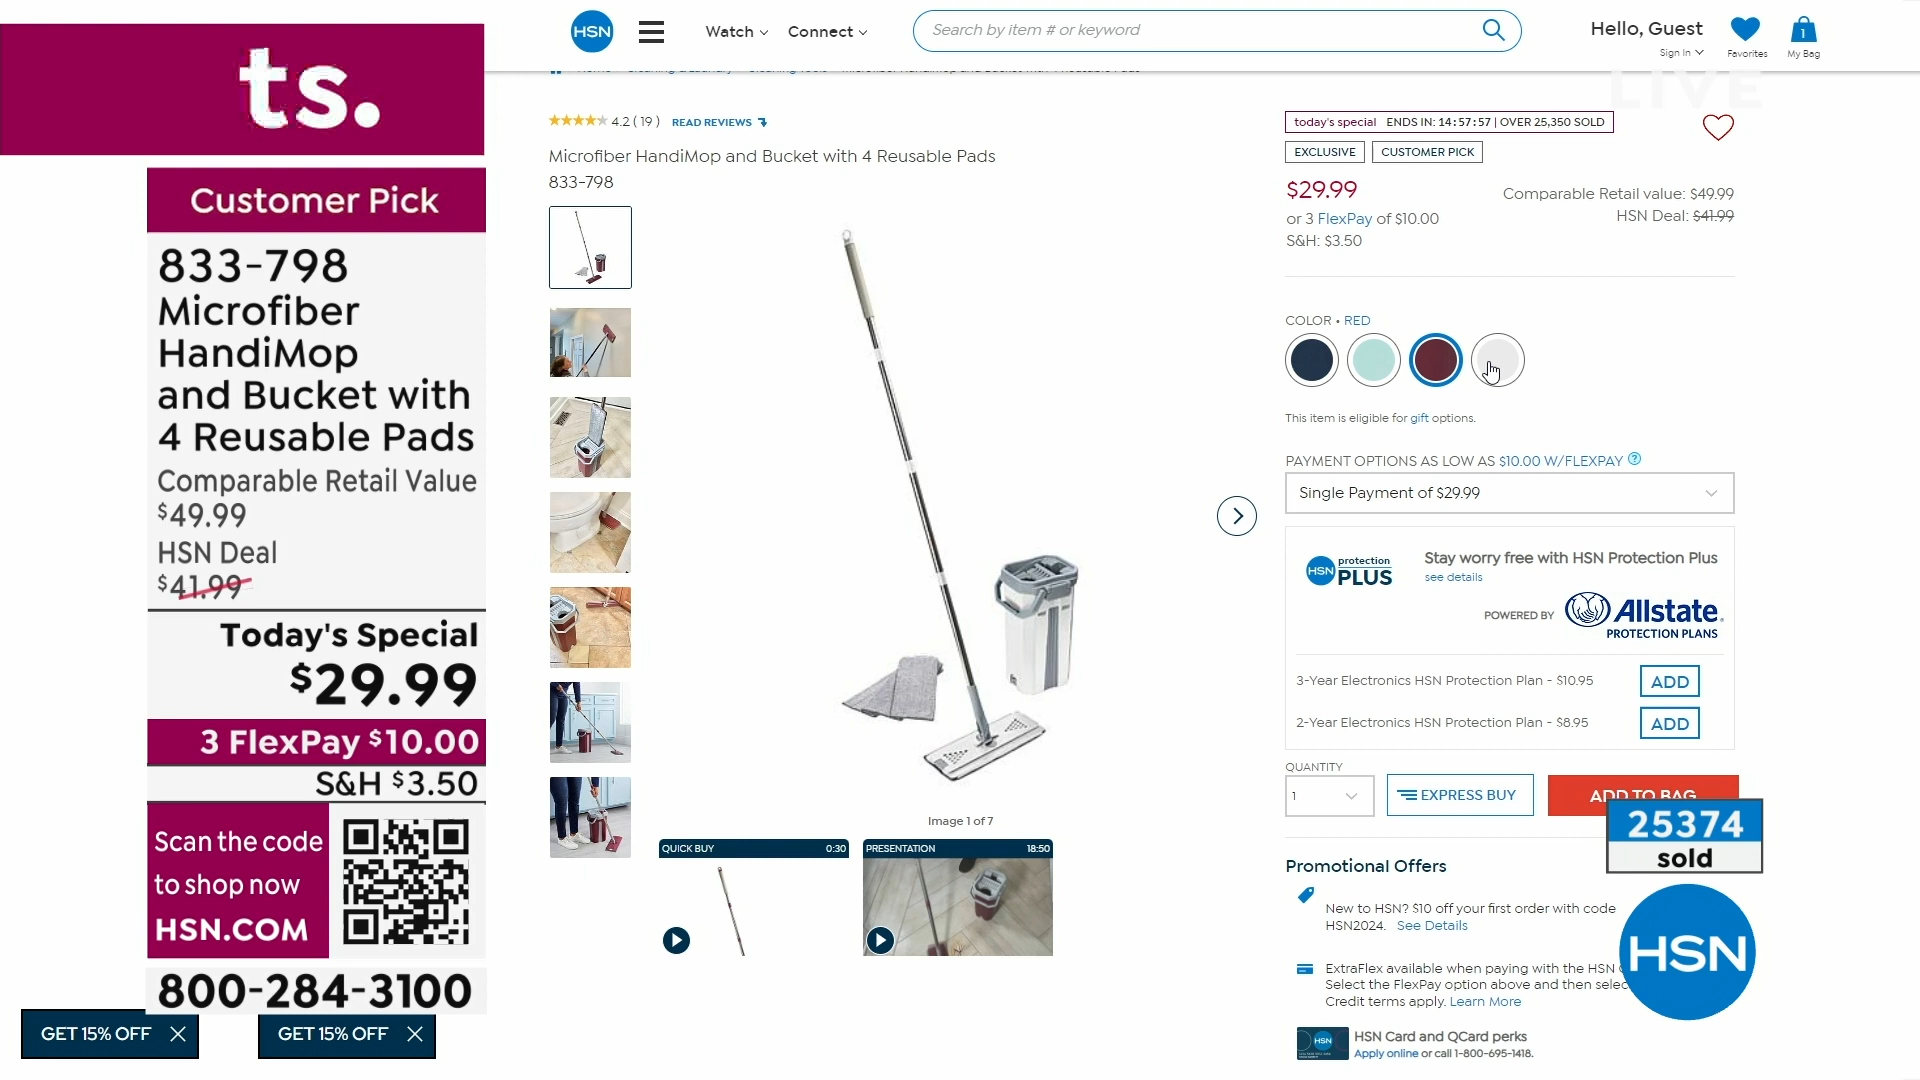 ts.
Customer Pick
833-798
Microfiber
HandiMop
and Bucket with
4 Reusable Pads
Comparable Retail Value
$49.99
HSN Deal
$41.99
Today's Special
$29.99
3 FlexPay $10.00
S&H $3.50
Scan the code
to shop now
HSN.COM
800-284-3100
GET 15% OFF
GET 15% OFF
HSN
Watch
Connect
Search by item # or keyword
Hello, Guest
Sign In
Favorites
1
My Bag
LIVE
4.2 ( 19 ) READ REVIEWS
Microfiber HandiMop and Bucket with 4 Reusable Pads
833-798
Image 1 of 7
QUICK BUY 0:30
PRESENTATION 18:50
today's special ENDS IN: 14:57:57 | OVER 25,350 SOLD
EXCLUSIVE
CUSTOMER PICK
$29.99
Comparable Retail value: $49.99
or 3 FlexPay of $10.00
HSN Deal: $41.99
S&H: $3.50
COLOR • RED
This item is eligible for gift options.
PAYMENT OPTIONS AS LOW AS $10.00 W/FLEXPAY ?
Single Payment of $29.99
HSN protection PLUS
Stay worry free with HSN Protection Plus
see details
POWERED BY Allstate
PROTECTION PLANS
3-Year Electronics HSN Protection Plan - $10.95 ADD
2-Year Electronics HSN Protection Plan - $8.95 ADD
QUANTITY
1
EXPRESS BUY
ADD TO BAG
25374
sold
Promotional Offers
New to HSN? $10 off your first order with code
HSN2024. See Details
ExtraFlex available when paying with the HSN
Select the FlexPay option above and then
Credit terms apply. Learn More
HSN
HSN
HSN Card and QCard perks
Apply online or call 1-800-695-1418.